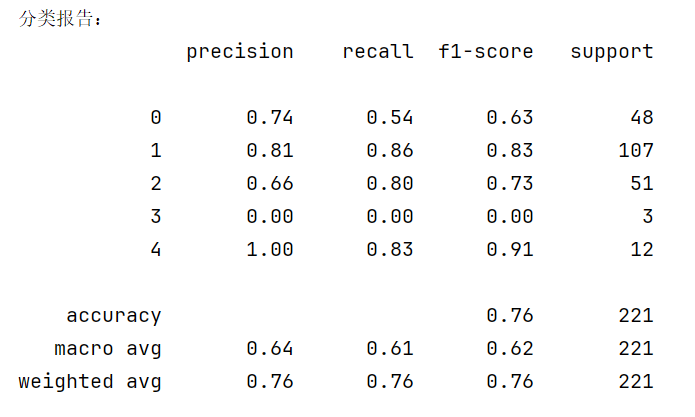 分类报告：
precision recall f1-score support
0 0.74 0.54 0.63 48
1 0.81 0.86 0.83 107
2 0.66 0.80 0.73 51
3 0.00 0.00 0.00 3
4 1.00 0.83 0.91 12
accuracy 0.76 221
macro avg 0.64 0.61 0.62 221
weighted avg 0.76 0.76 0.76 221